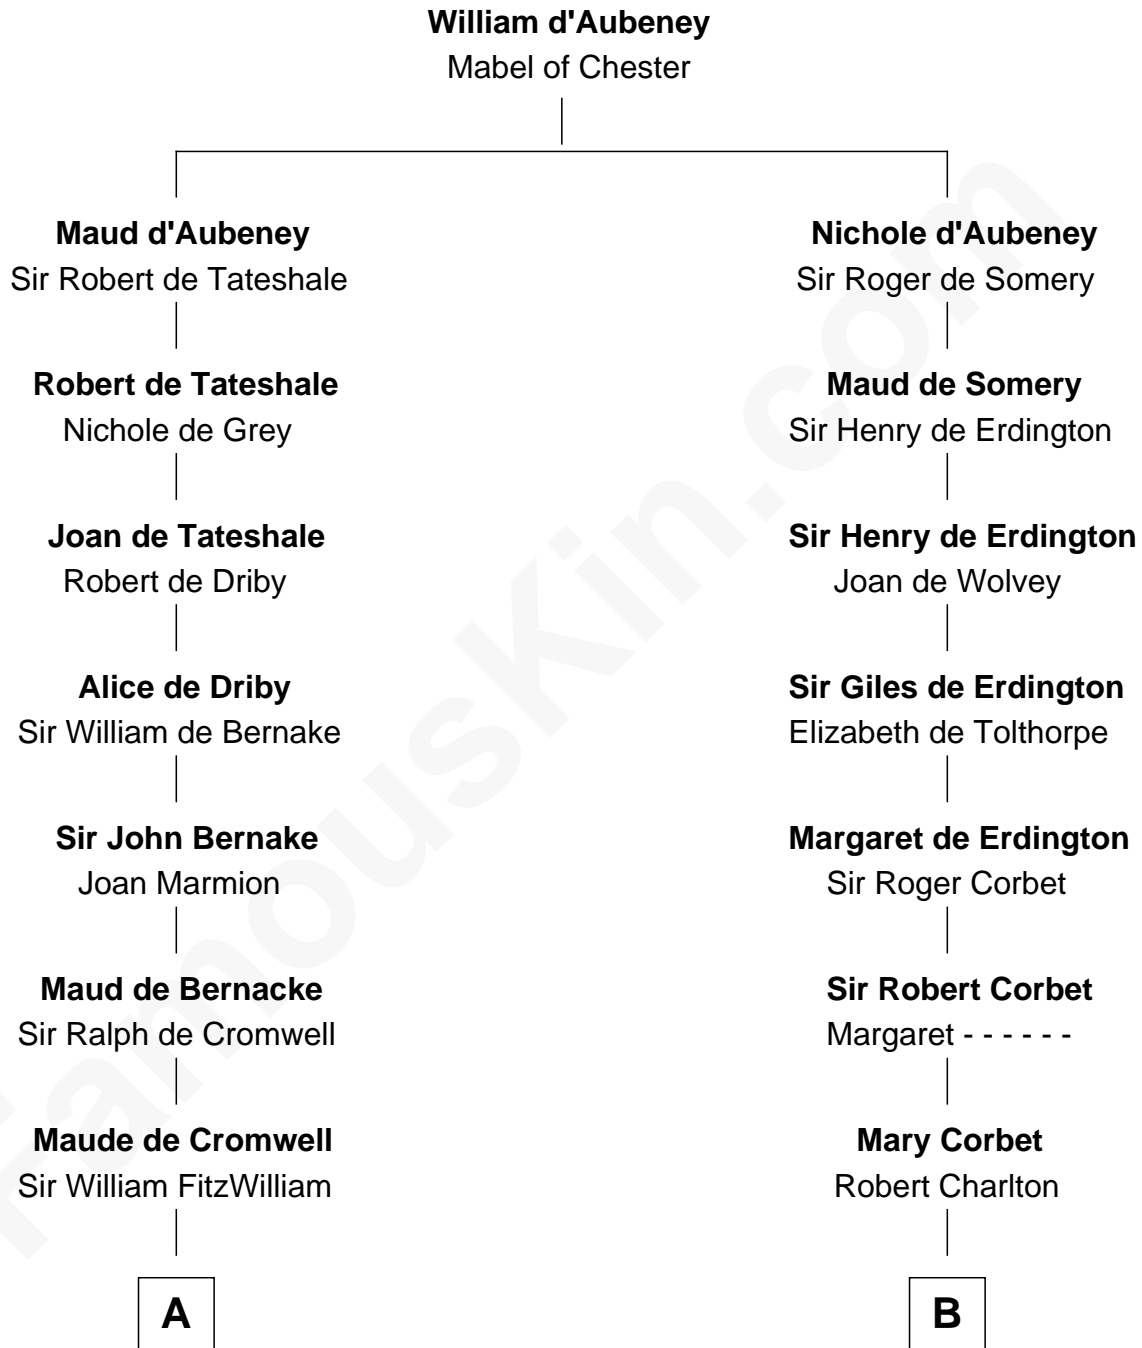 William d'Aubeney
Mabel of Chester
Maud d'Aubeney
Sir Robert de Tateshale
Robert de Tateshale
Nichole de Grey
Joan de Tateshale
Robert de Driby
Alice de Driby
Sir William de Bernake
Sir John Bernake
Joan Marmion
Maud de Bernacke
Sir Ralph de Cromwell
Maude de Cromwell
Sir William FitzWilliam
A
Nichole d'Aubeney
Sir Roger de Somery
Maud de Somery
Sir Henry de Erdington
Sir Henry de Erdington
Joan de Wolvey
Sir Giles de Erdington
Elizabeth de Tolthorpe
Margaret de Erdington
Sir Roger Corbet
Sir Robert Corbet
Margaret - - - - - -
Mary Corbet
Robert Charlton
B
FamousKin.com